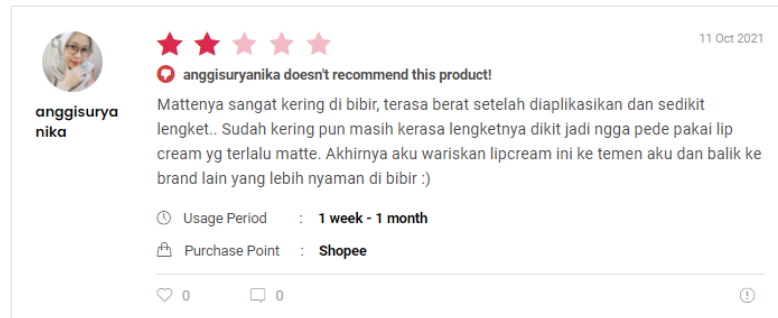 11 Oct 2021
anggisuryanika doesn't recommend this product!
anggisurya
nika
Mattenya sangat kering di bibir, terasa berat setelah diaplikasikan dan sedikit
lengket.. Sudah kering pun masih kerasa lengketnya dikit jadi ngga pede pakai lip
cream yg terlalu matte. Akhirnya aku wariskan lipcream ini ke temen aku dan balik ke
brand lain yang lebih nyaman di bibir :)
Usage Period : 1 week - 1 month
Purchase Point : Shopee
0 0